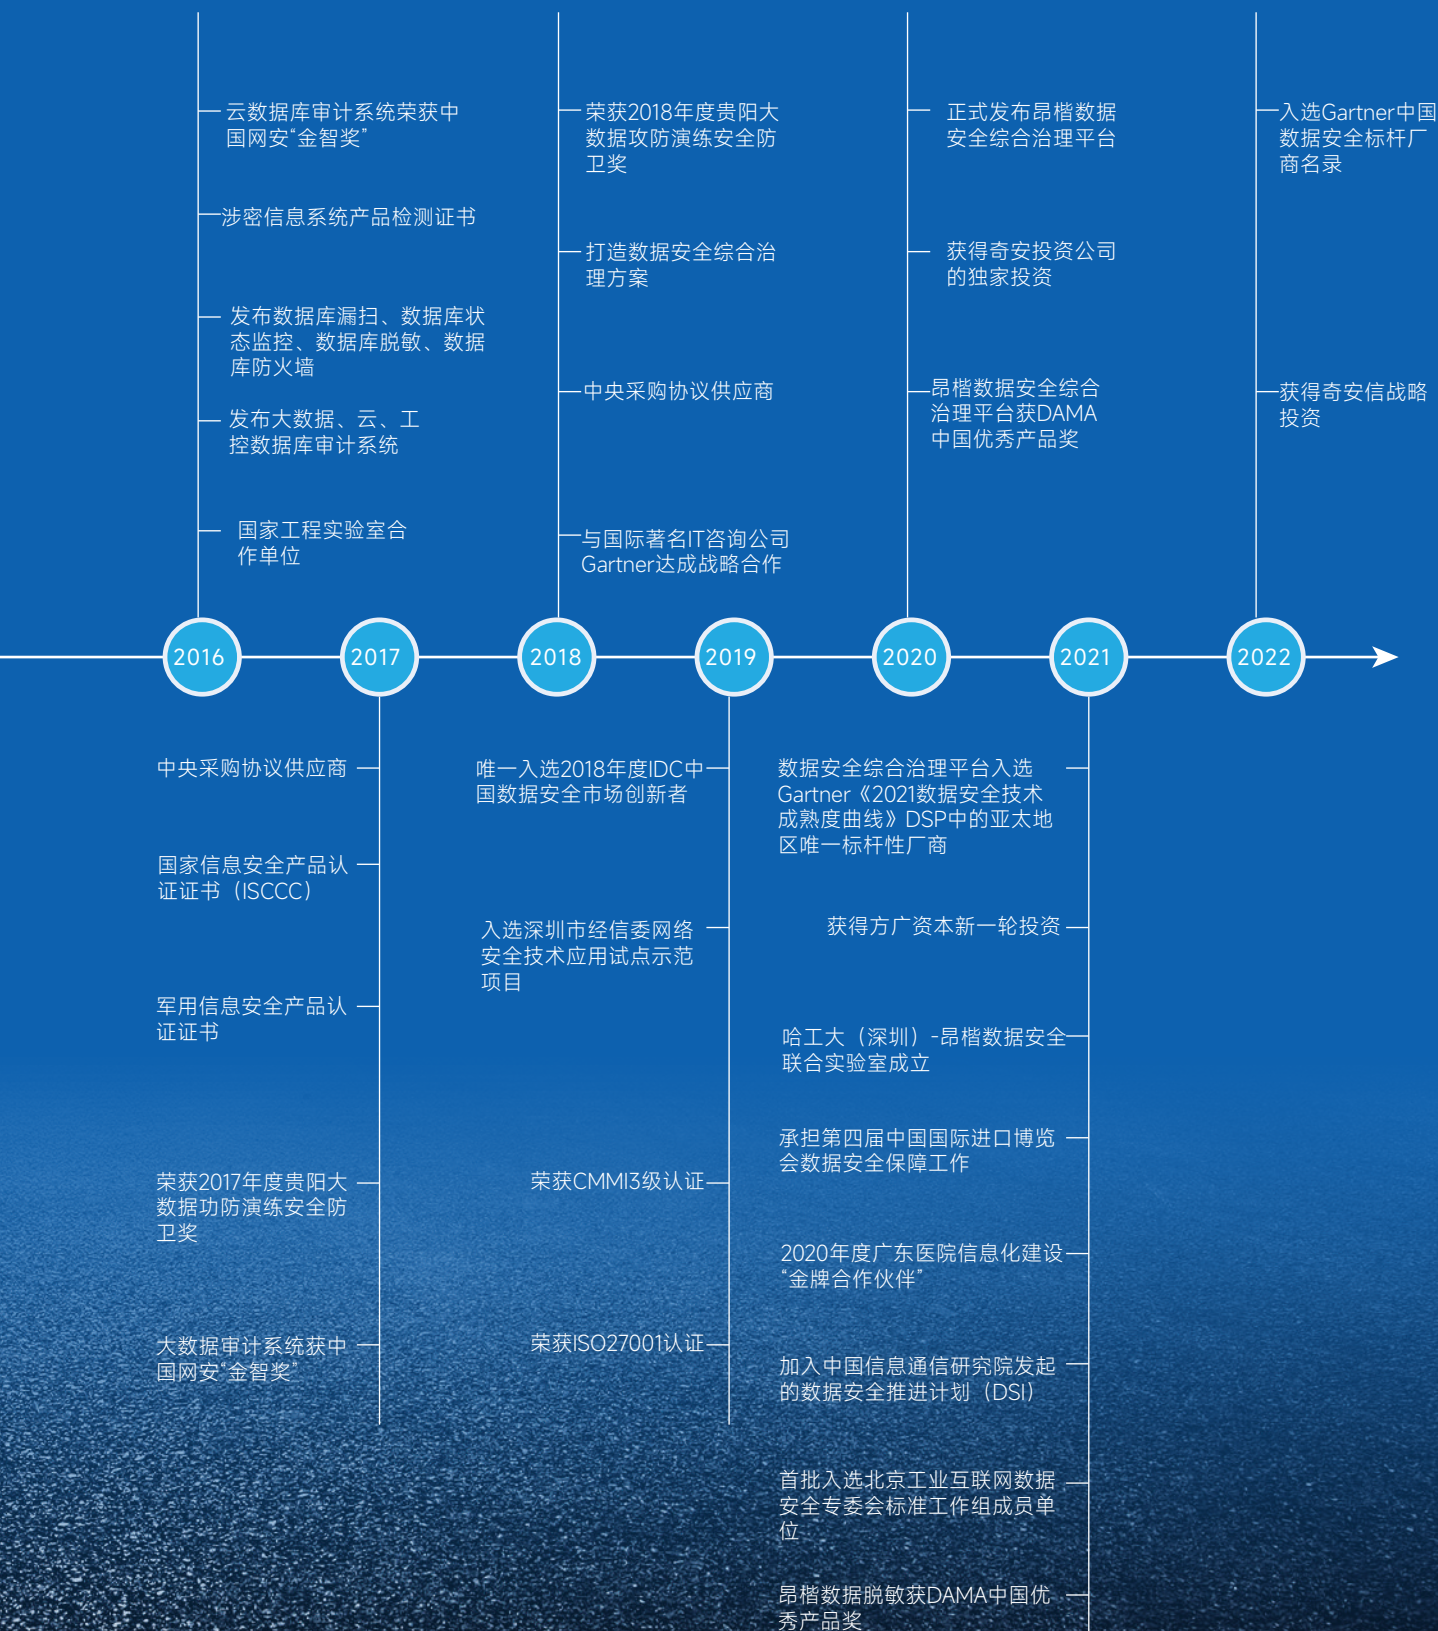 云数据库审计系统荣获中
国网安“金智奖”
涉密信息系统产品检测证书
发布数据库漏扫、数据库状
态监控、数据库脱敏、数据
库防火墙
发布大数据、云、工
控数据库审计系统
国家工程实验室合
作单位
荣获2018年度贵阳大
数据攻防演练安全防
卫奖
打造数据安全综合治
理方案
中央采购协议供应商
与国际著名IT咨询公司
Gartner达成战略合作
正式发布昂楷数据
安全综合治理平台
获得奇安投资公司
的独家投资
昂楷数据安全综合
治理平台获DAMA
中国优秀产品奖
入选Gartner中国
数据安全标杆厂
商名录
获得奇安信战略
投资
2016
2017
2018
2019
2020
2021
2022
中央采购协议供应商
国家信息安全产品认
证证书（ISCCC）
军用信息安全产品认
证证书
荣获2017年度贵阳大
数据功防演练安全防
卫奖
大数据审计系统获中
国网安“金智奖”
唯一入选2018年度IDC中
国数据安全市场创新者
入选深圳市经信委网络
安全技术应用试点示范
项目
荣获CMMI3级认证
荣获ISO27001认证
数据安全综合治理平台入选
Gartner《2021数据安全技术
成熟度曲线》DSP中的亚太地
区唯一标杆性厂商
获得方广资本新一轮投资
哈工大（深圳）-昂楷数据安全
联合实验室成立
承担第四届中国国际进口博览
会数据安全保障工作
2020年度广东医院信息化建设
“金牌合作伙伴”
加入中国信息通信研究院发起
的数据安全推进计划（DSI）
首批入选北京工业互联网数据
安全专委会标准工作组成员单
位
昂楷数据脱敏获DAMA中国优
秀产品奖